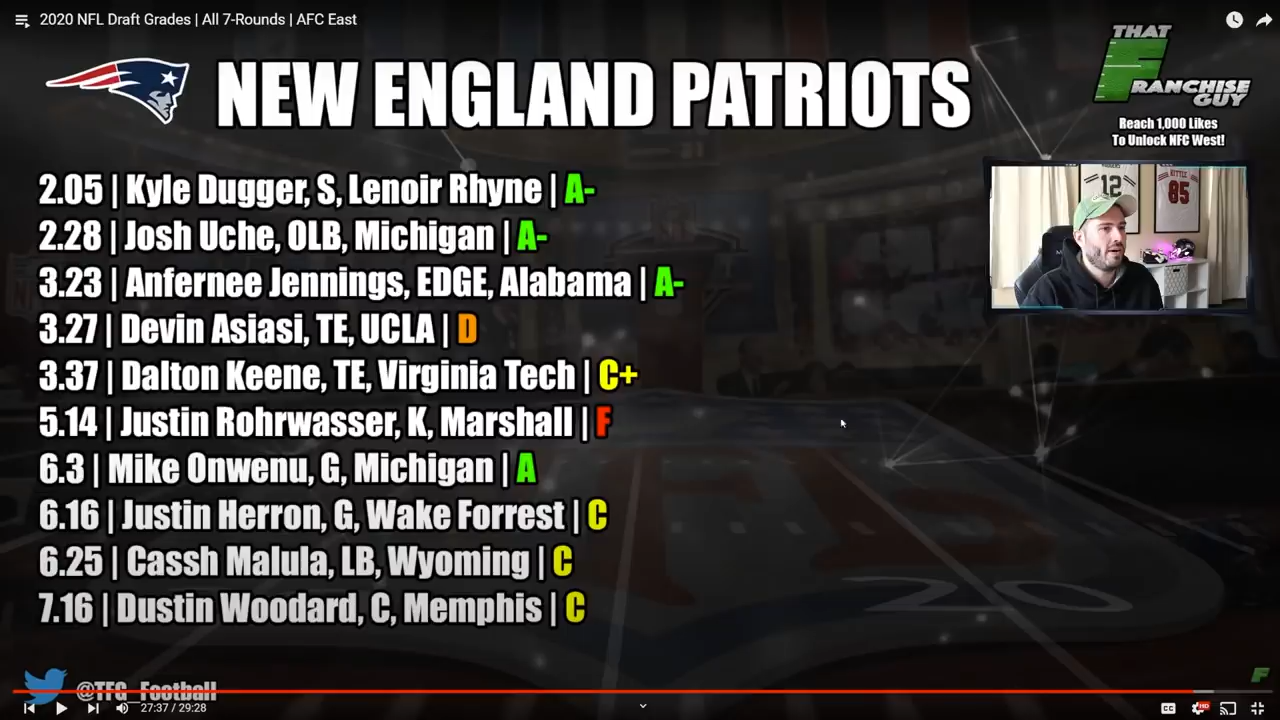 2020 NFL Draft Grades | All 7-Rounds | AFC East
THAT
FRANCHISE
GUY
NEW ENGLAND PATRIOTS
Reach 1,000 Likes
To Unlock NFC West!
12
KITTLE
85
2.05 | Kyle Dugger, S, Lenoir Rhyne | A-
2.28 | Josh Uche, OLB, Michigan | A-
3.23 | Anfernee Jennings, EDGE, Alabama | A-
3.27 | Devin Asiasi, TE, UCLA | D
3.37 | Dalton Keene, TE, Virginia Tech | C+
5.14 | Justin Rohrwasser, K, Marshall | F
6.3 | Mike Onwenu, G, Michigan | A
6.16 | Justin Herron, G, Wake Forrest | C
6.25 | Cassh Malula, LB, Wyoming | C
7.16 | Dustin Woodard, C, Memphis | C
20
@TFG_Football
27:37 / 29:28
CC
HD